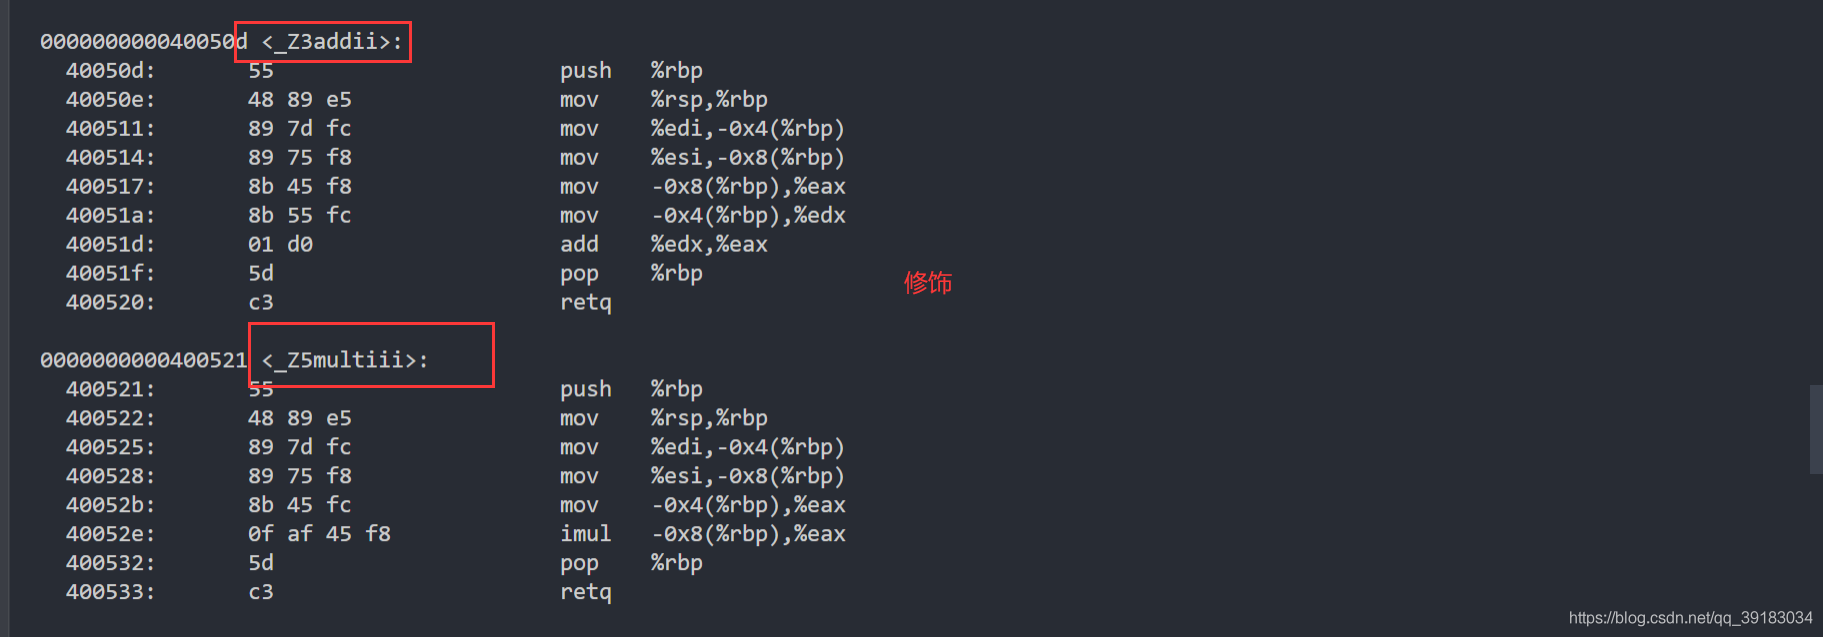 000000000040050d <_Z3addii>:
40050d: 55 push %rbp
40050e: 48 89 e5 mov %rsp,%rbp
400511: 89 7d fc mov %edi,-0x4(%rbp)
400514: 89 75 f8 mov %esi,-0x8(%rbp)
400517: 8b 45 f8 mov -0x8(%rbp),%eax
40051a: 8b 55 fc mov -0x4(%rbp),%edx
40051d: 01 d0 add %edx,%eax
40051f: 5d pop %rbp
修饰
400520: c3 retq
0000000000400521 <_Z5multiii>:
400521: 55 push %rbp
400522: 48 89 e5 mov %rsp,%rbp
400525: 89 7d fc mov %edi,-0x4(%rbp)
400528: 89 75 f8 mov %esi,-0x8(%rbp)
40052b: 8b 45 fc mov -0x4(%rbp),%eax
40052e: 0f af 45 f8 imul -0x8(%rbp),%eax
400532: 5d pop %rbp
400533: c3 retq
https://blog.csdn.net/qq_39183034